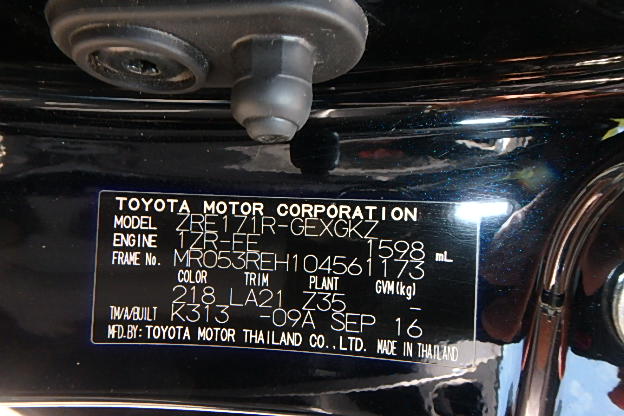 TOYOTA MOTOR CORPORATION
MODEL ZRE171R-GEXGKZ
ENGINE 1ZR-FE 1598 mL
FRAME No. MR053REH104561173
COLOR TRIM PLANT GVM(kg)
218 LA21 Z35 -
T/A/BUILT K313 -09A SEP 16
MFD.BY: TOYOTA MOTOR THAILAND CO.,LTD. MADE IN THAILAND